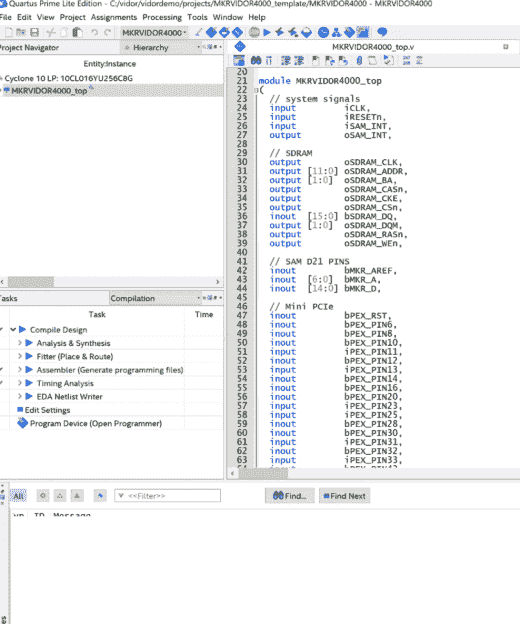 Quartus Prime Lite Edition - C:/vidor/vidordemo/projects/MKRVIDOR4000_template/MKRVIDOR4000 - MKRVIDOR4000
File Edit View Project Assignments Processing Tools Window Help
MKRVIDOR4000
Project Navigator Hierarchy
Entity:Instance
Cyclone 10 LP: 10CL016YU256C8G
MKRVIDOR4000_top
Tasks Compilation
Task Time
Compile Design
Analysis & Synthesis
Fitter (Place & Route)
Assembler (Generate programming files)
Timing Analysis
EDA Netlist Writer
Edit Settings
Program Device (Open Programmer)
MKRVIDOR4000_top.v
20
21 module MKRVIDOR4000_top
22 (
23 // system signals
24 input iCLK,
25 input iRESETn,
26 input iSAM_INT,
27 output oSAM_INT,
28
29 // SDRAM
30 output oSDRAM_CLK,
31 output [11:0] oSDRAM_ADDR,
32 output [1:0] oSDRAM_BA,
33 output oSDRAM_CASn,
34 output oSDRAM_CKE,
35 output oSDRAM_CSn,
36 inout [15:0] bSDRAM_DQ,
37 output [1:0] oSDRAM_DQM,
38 output oSDRAM_RASn,
39 output oSDRAM_WEn,
40
41 // SAM D21 PINS
42 inout bMKR_AREF,
43 inout [6:0] bMKR_A,
44 inout [14:0] bMKR_D,
45
46 // Mini PCIe
47 inout bPEX_RST,
48 inout bPEX_PIN6,
49 inout bPEX_PIN8,
50 inout bPEX_PIN10,
51 input iPEX_PIN11,
52 inout bPEX_PIN12,
53 input iPEX_PIN13,
54 inout bPEX_PIN14,
55 inout bPEX_PIN16,
56 inout bPEX_PIN20,
57 input iPEX_PIN23,
58 input iPEX_PIN25,
59 inout bPEX_PIN28,
60 inout bPEX_PIN30,
61 input iPEX_PIN31,
62 inout bPEX_PIN32,
63 input iPEX_PIN33,
All <<Filter>> Find... Find Next
ID Message